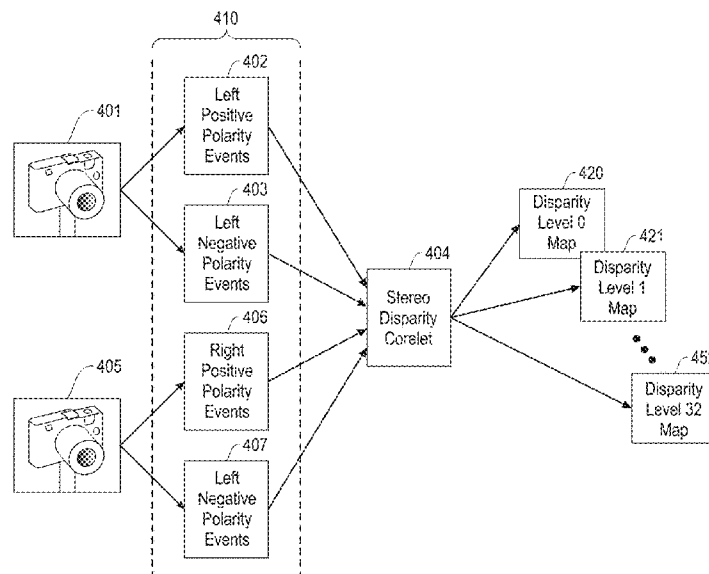 410
402
Left
Positive
Polarity
Events
401
403
Left
Negative
Polarity
Events
404
Stereo
Disparity
Corelet
420
Disparity
Level 0
Map
421
Disparity
Level 1
Map
406
Right
Positive
Polarity
Events
405
407
Left
Negative
Polarity
Events
Disparity
Level 32
Map